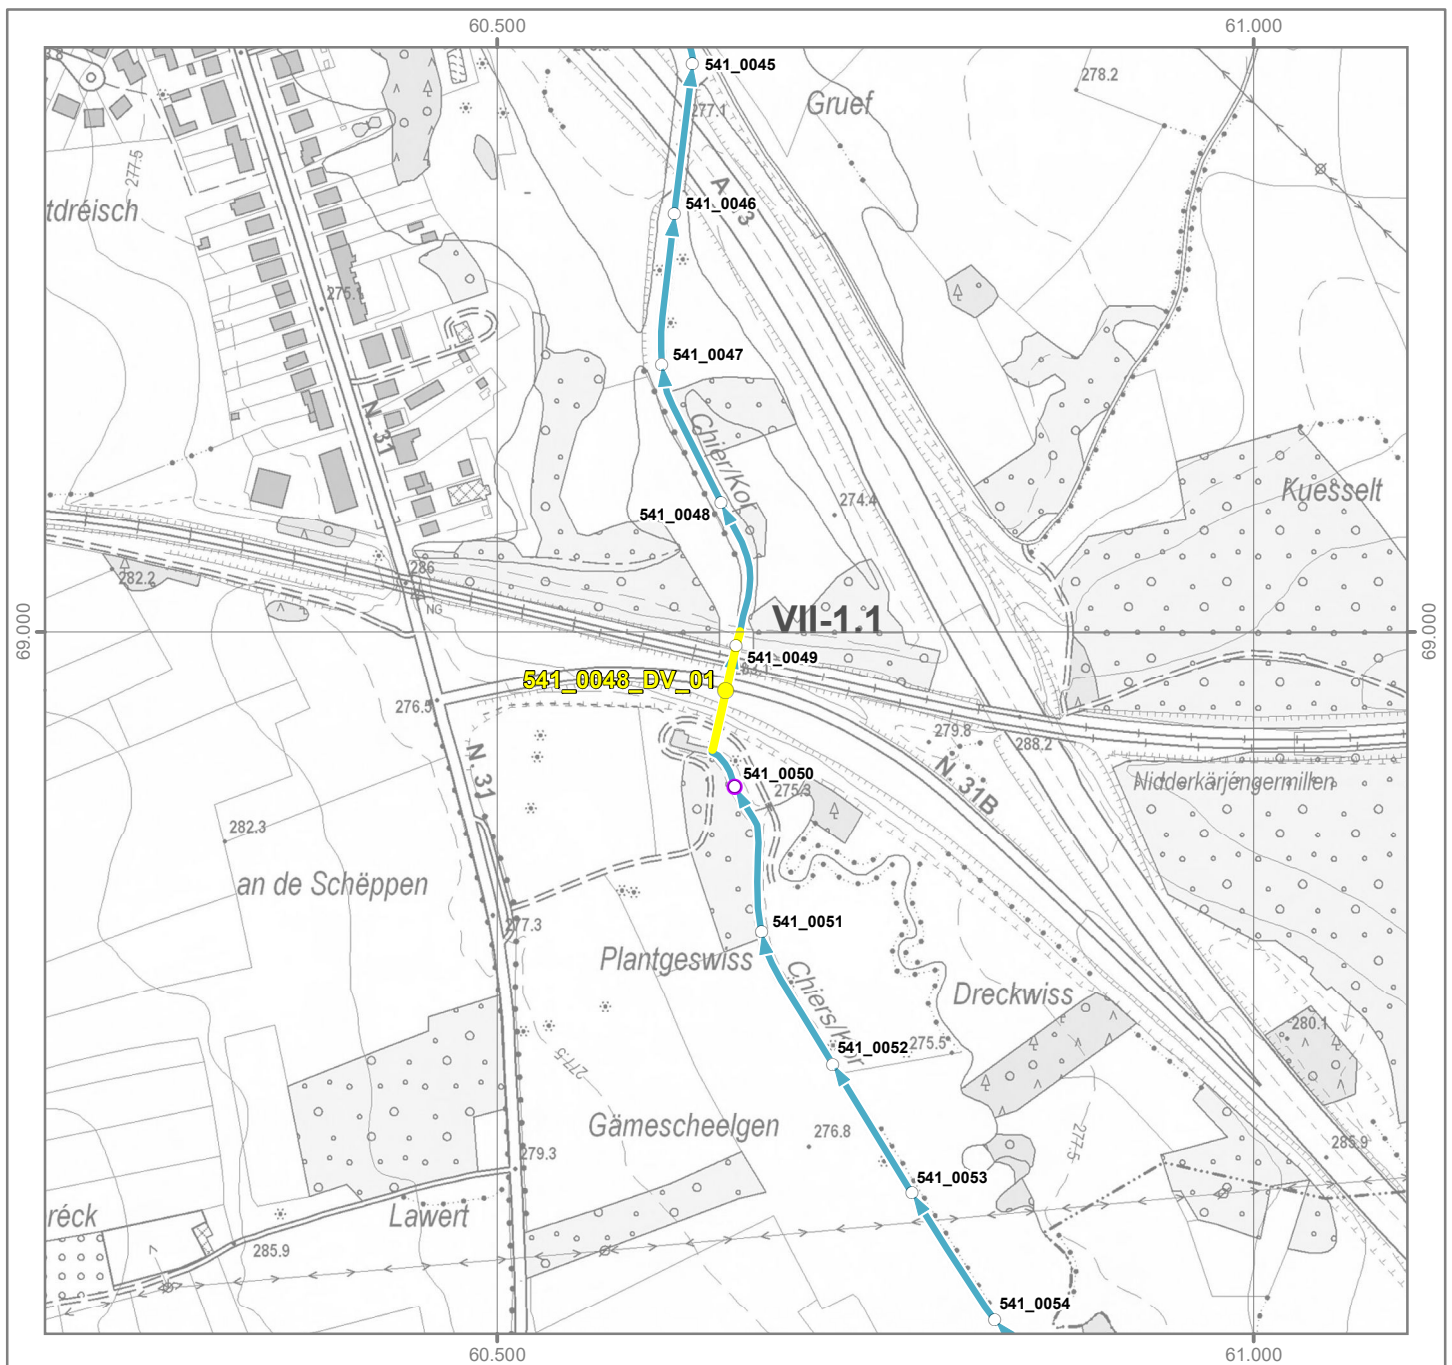 60.500
61.000
541_0045
278.2
277.1
Gruef
277.5
A. 13
541_0046
tdréisch
275.1
541_0047
N. 31
Chier/Kor
274.4
Kuesselt
541_0048
286
282.2
NG
69.000
69.000
VII-1.1
541_0049
541_0048_DV_01
276.5
279.8
288.2
541_0050
275.3
N. 31B
Nidderkärjéngermillen
N 31
282.3
an de Schëppen
277.3
541_0051
Plantgeswiss
Chiers/Kor
Dreckwiss
280.1
541_0052
275.5
277.5
Gämescheelgen
276.8
277.5
285.9
279.3
541_0053
réck
Lawert
285.9
541_0054
60.500
61.000